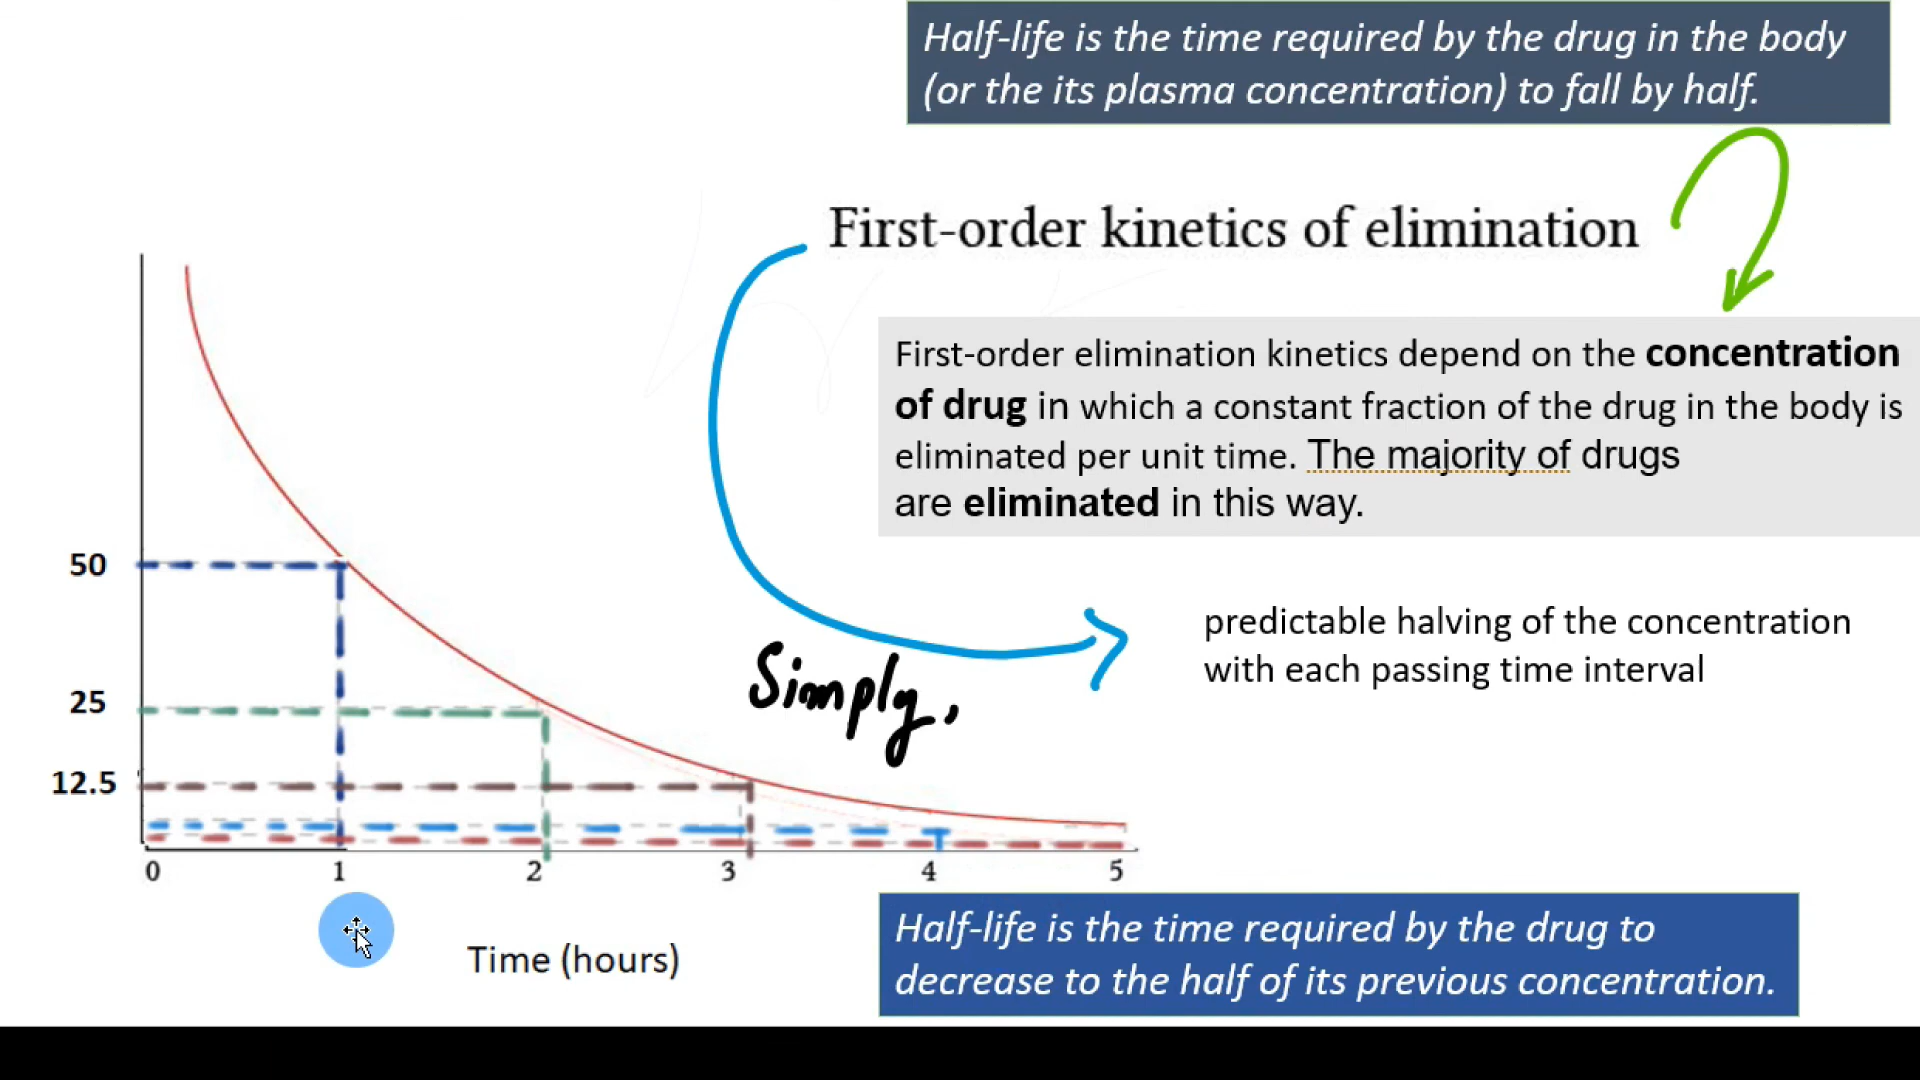 Half-life is the time required by the drug in the body
(or the its plasma concentration) to fall by half.
First-order kinetics of elimination
First-order elimination kinetics depend on the concentration
of drug in which a constant fraction of the drug in the body is
eliminated per unit time. The majority of drugs
are eliminated in this way.
50
predictable halving of the concentration
with each passing time interval
Simply,
25
12.5
0 1 2 3 4 5
Time (hours)
Half-life is the time required by the drug to
decrease to the half of its previous concentration.